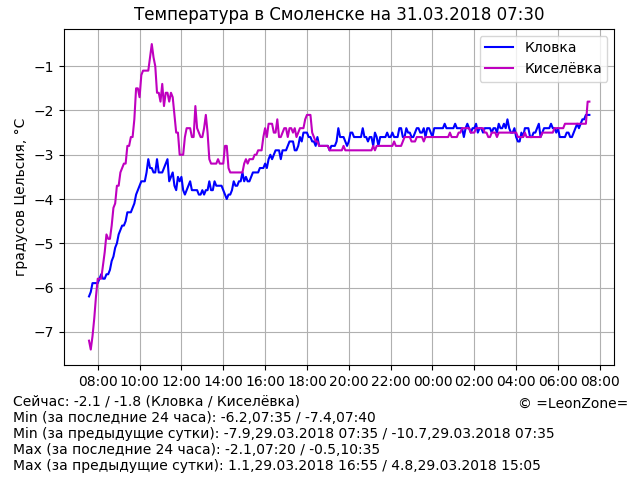 Температура в Смоленске на 31.03.2018 07:30
Кловка
Киселёвка
градусов Цельсия, °C
−1
−2
−3
−4
−5
−6
−7
08:00 10:00 12:00 14:00 16:00 18:00 20:00 22:00 00:00 02:00 04:00 06:00 08:00
Сейчас: -2.1 / -1.8 (Кловка / Киселёвка)
© =LeonZone=
Min (за последние 24 часа): -6.2,07:35 / -7.4,07:40
Min (за предыдущие сутки): -7.9,29.03.2018 07:35 / -10.7,29.03.2018 07:35
Max (за последние 24 часа): -2.1,07:20 / -0.5,10:35
Max (за предыдущие сутки): 1.1,29.03.2018 16:55 / 4.8,29.03.2018 15:05